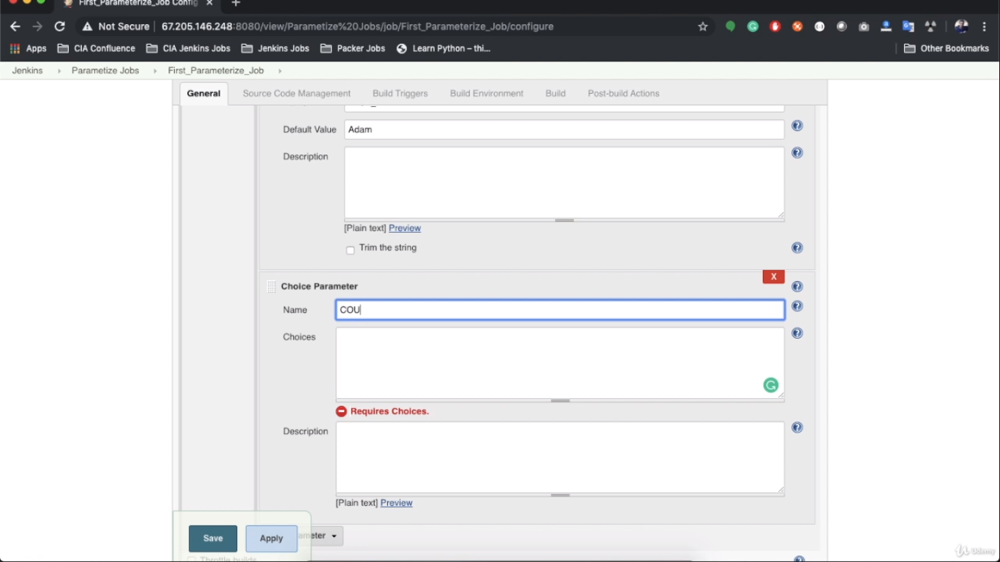 First_Parameterize_Job Config
Not Secure 67.205.146.248:8080/view/Parametize%20Jobs/job/First_Parameterize_Job/configure
Apps CIA Confluence CIA Jenkins Jobs Jenkins Jobs Packer Jobs Learn Python – thi... Other Bookmarks
Jenkins Parametize Jobs First_Parameterize_Job
General Source Code Management Build Triggers Build Environment Build Post-build Actions
Default Value Adam
Description
[Plain text] Preview
Trim the string
X
Choice Parameter
Name COU
Choices
Requires Choices.
Description
[Plain text] Preview
Save Apply
Throttle builds
Udemy